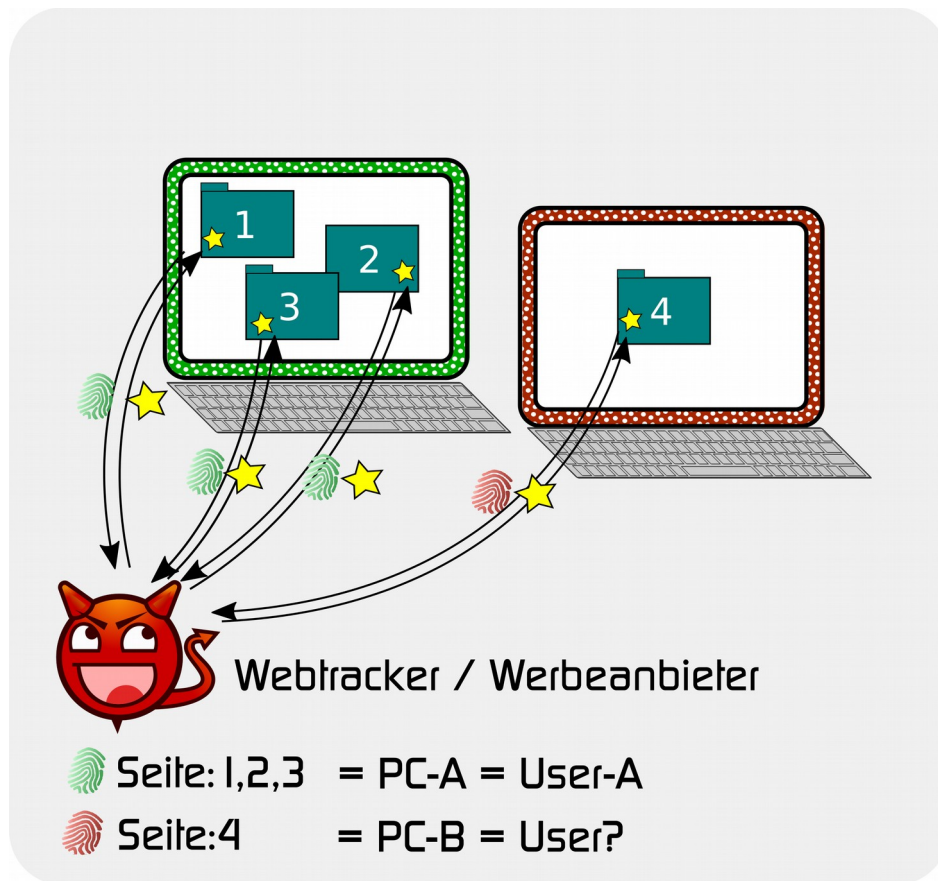 1
2
3
4
Webtracker / Werbeanbieter
Seite: 1,2,3 = PC-A = User-A
Seite:4 = PC-B = User?